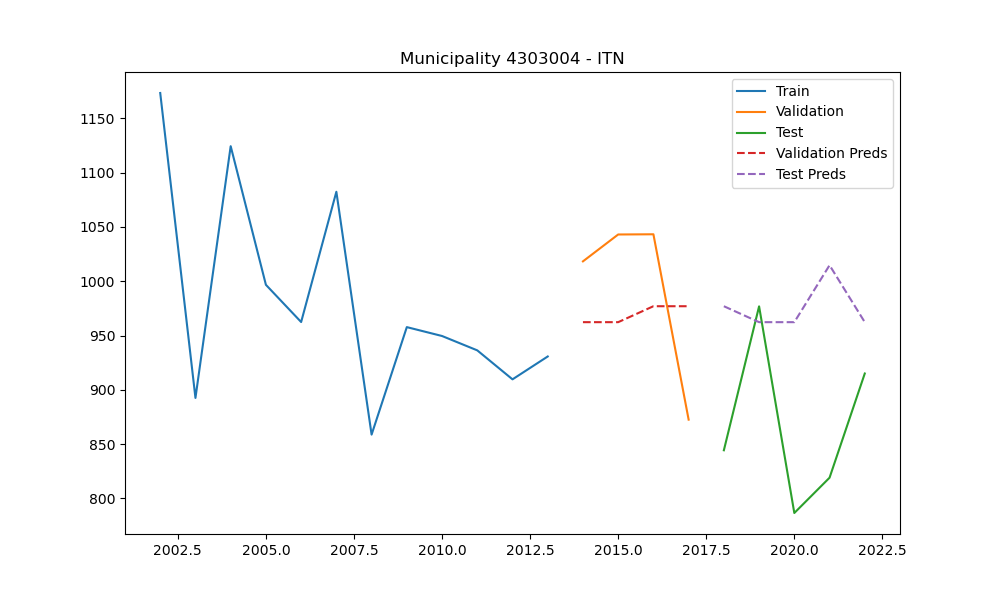 Municipality 4303004 - ITN
Train
Validation
Test
Validation Preds
Test Preds
1150
1100
1050
1000
950
900
850
800
2002.5 2005.0 2007.5 2010.0 2012.5 2015.0 2017.5 2020.0 2022.5